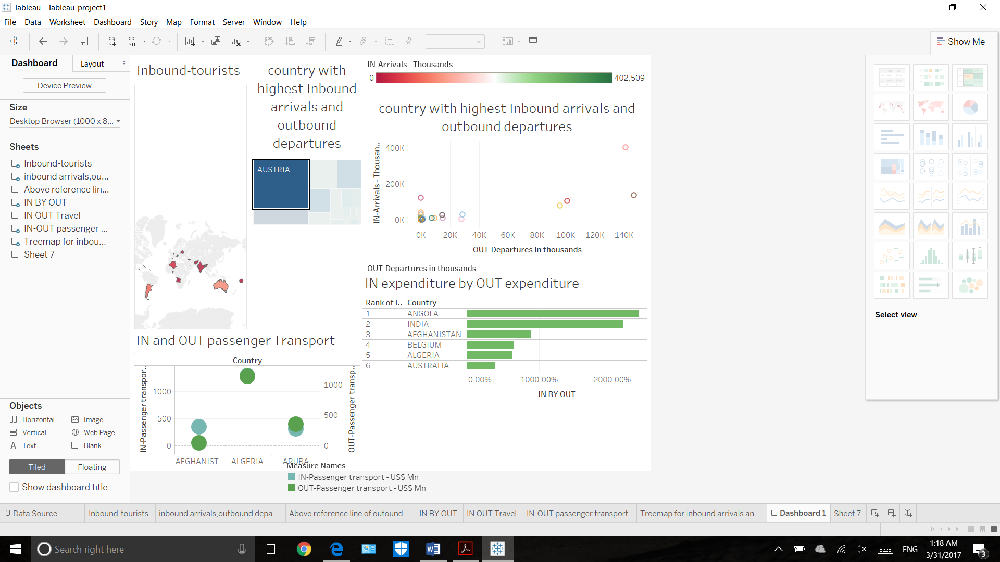 Tableau - Tableau-project1
File Data Worksheet Dashboard Story Map Format Server Window Help
Show Me
Dashboard
Layout
Device Preview
Size
Desktop Browser (1000 x 8...
Sheets
Inbound-tourists
inbound arrivals,ou...
Above reference lin...
IN BY OUT
IN OUT Travel
IN-OUT passenger ...
Treemap for inbou...
Sheet 7
Objects
Horizontal
Image
Vertical
Web Page
Text
Blank
Tiled
Floating
Show dashboard title
Inbound-tourists
country with
highest Inbound
arrivals and
outbound
departures
AUSTRIA
IN-Arrivals - Thousands
0
402,509
country with highest Inbound arrivals and
outbound departures
IN-Arrivals - Thousan..
400K
200K
0K
0K 20K 40K 60K 80K 100K 120K 140K
OUT-Departures in thousands
OUT-Departures in thousands
IN expenditure by OUT expenditure
Rank of I.. Country
1 ANGOLA
2 INDIA
3 AFGHANISTAN
4 BELGIUM
5 ALGERIA
6 AUSTRALIA
0.00% 1000.00% 2000.00%
IN BY OUT
IN and OUT passenger Transport
Country
IN-Passenger transpor..
1000
500
0
1000
500
0
OUT-Passenger transp..
AFGHANIST.. ALGERIA ARUBA
Measure Names
IN-Passenger transport - US$ Mn
OUT-Passenger transport - US$ Mn
Select view
Data Source
Inbound-tourists
inbound arrivals,outbound depa...
Above reference line of outound ...
IN BY OUT
IN OUT Travel
IN-OUT passenger transport
Treemap for inbound arrivals an...
Dashboard 1
Sheet 7
Search right here
ENG
1:18 AM
3/31/2017
3